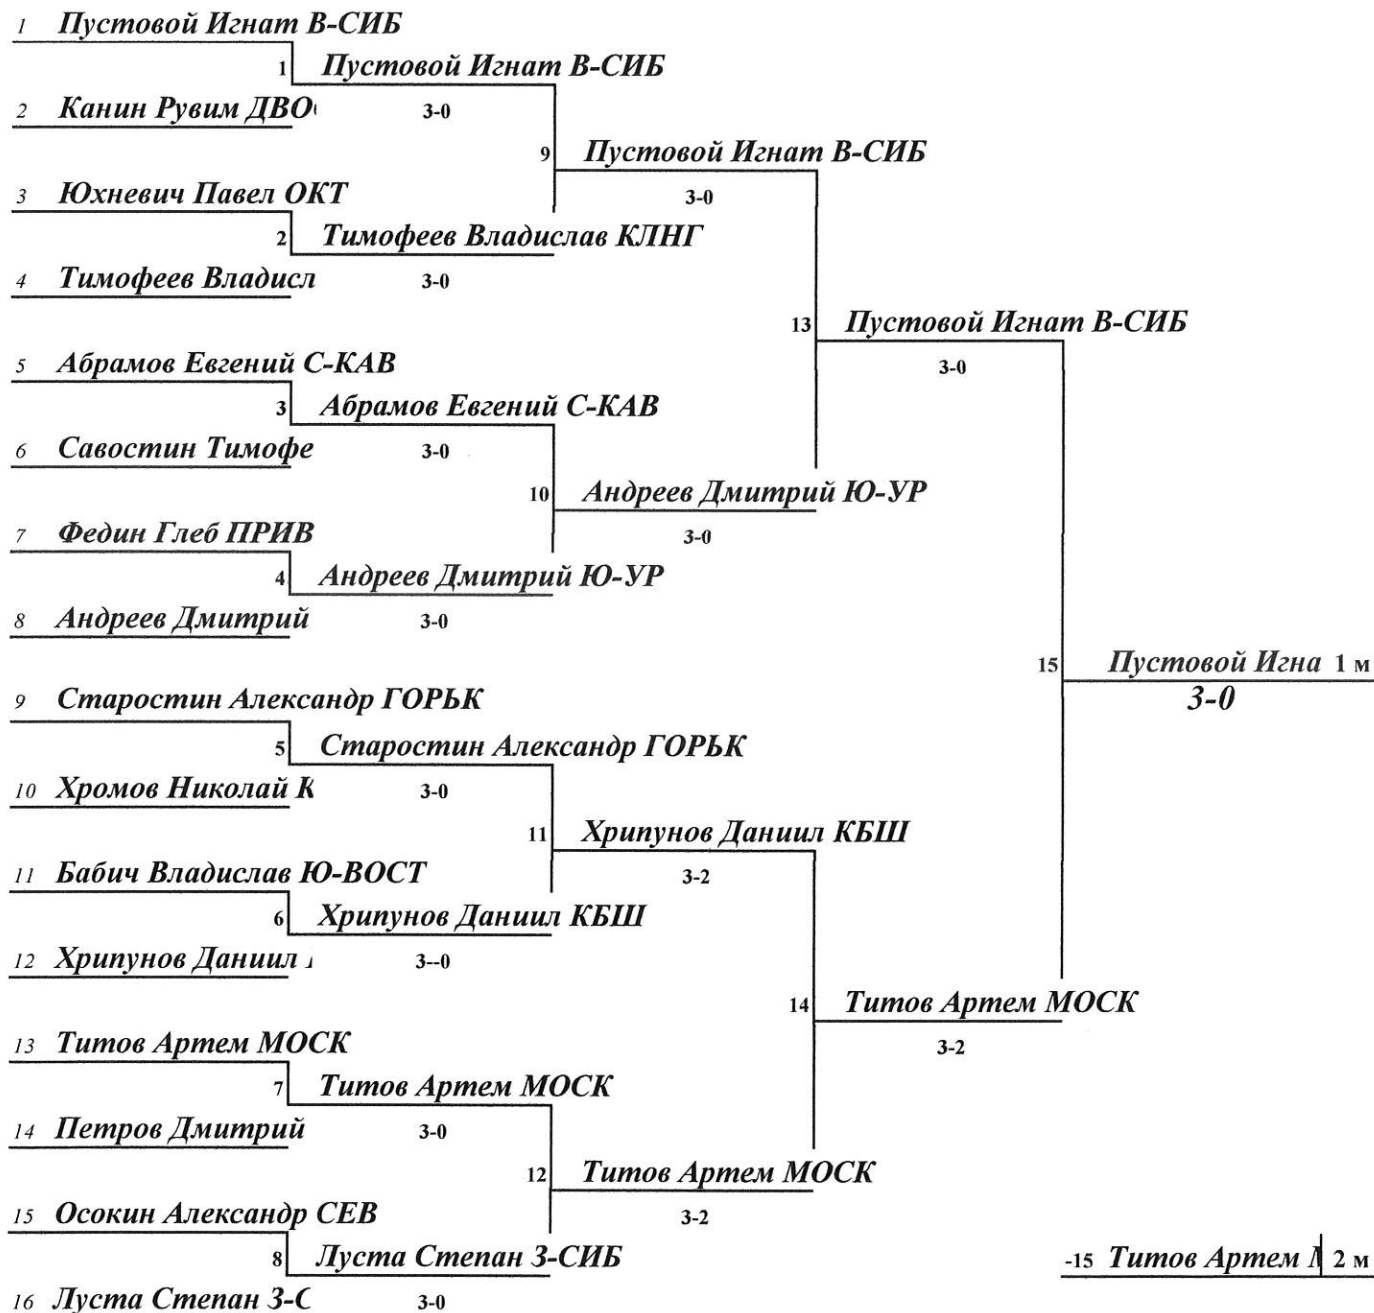 1 Пустовой Игнат В-СИБ
1 Пустовой Игнат В-СИБ
2 Канин Рувим ДВО 3-0
9 Пустовой Игнат В-СИБ
3 Юхневич Павел ОКТ 3-0
2 Тимофеев Владислав КЛНГ
4 Тимофеев Владисл 3-0
13 Пустовой Игнат В-СИБ
5 Абрамов Евгений С-КАВ 3-0
3 Абрамов Евгений С-КАВ
6 Савостин Тимофе 3-0
10 Андреев Дмитрий Ю-УР
7 Федин Глеб ПРИВ 3-0
4 Андреев Дмитрий Ю-УР
8 Андреев Дмитрий 3-0
15 Пустовой Игна 1 м
9 Старостин Александр ГОРЬК 3-0
5 Старостин Александр ГОРЬК
10 Хромов Николай 3-0
11 Хрипунов Даниил КБШ
11 Бабич Владислав Ю-ВОСТ 3-2
6 Хрипунов Даниил КБШ
12 Хрипунов Даниил 3--0
14 Титов Артем МОСК
13 Титов Артем МОСК 3-2
7 Титов Артем МОСК
14 Петров Дмитрий 3-0
12 Титов Артем МОСК
15 Осокин Александр СЕВ 3-2
8 Луста Степан З-СИБ -15 Титов Артем 2 м
16 Луста Степан З-С 3-0